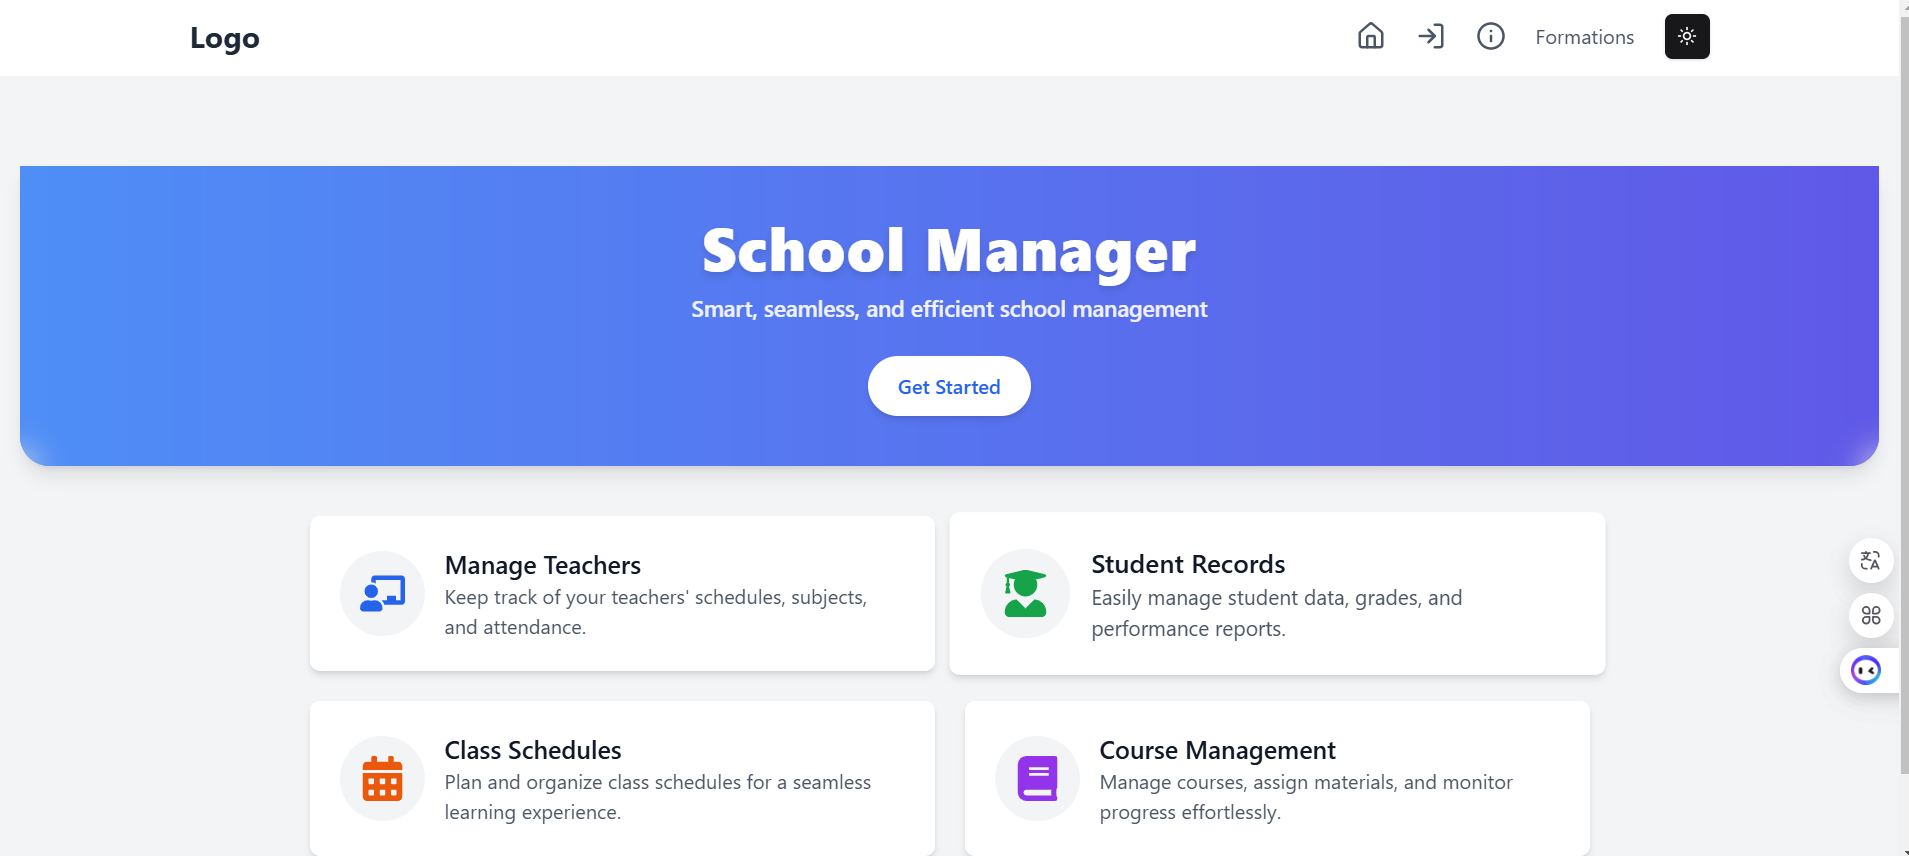 Logo
Formations
School Manager
Smart, seamless, and efficient school management
Get Started
Manage Teachers
Keep track of your teachers' schedules, subjects,
and attendance.
Student Records
Easily manage student data, grades, and
performance reports.
Class Schedules
Plan and organize class schedules for a seamless
learning experience.
Course Management
Manage courses, assign materials, and monitor
progress effortlessly.